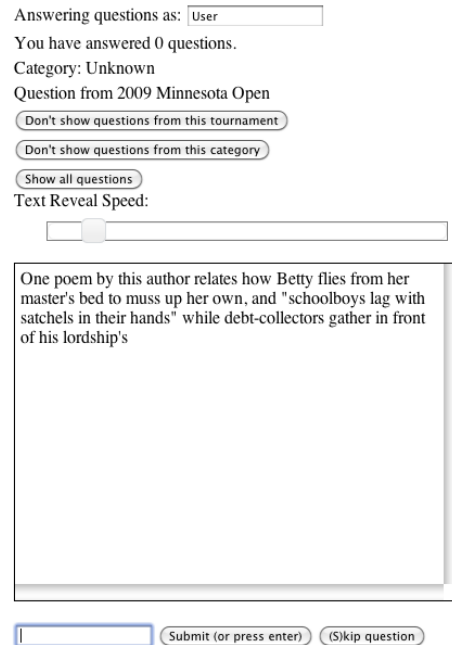 Answering questions as: User
You have answered 0 questions.
Category: Unknown
Question from 2009 Minnesota Open
Don't show questions from this tournament
Don't show questions from this category
Show all questions
Text Reveal Speed:
One poem by this author relates how Betty flies from her
master's bed to muss up her own, and "schoolboys lag with
satchels in their hands" while debt-collectors gather in front
of his lordship's
Submit (or press enter) (S)kip question